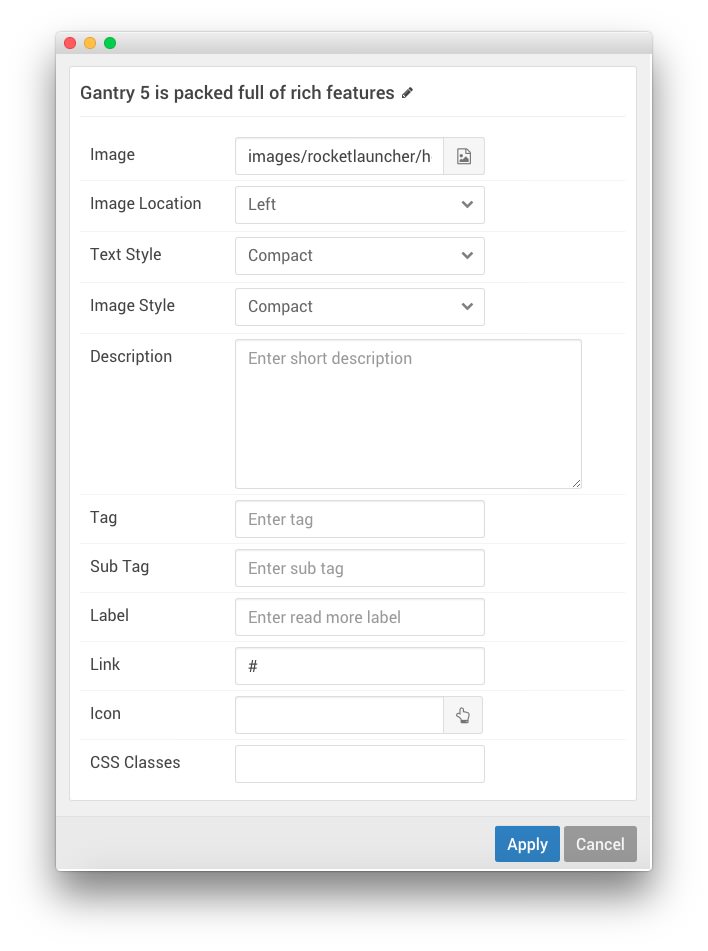 Gantry 5 is packed full of rich features
Image images/rocketlauncher/h
Image Location Left
Text Style Compact
Image Style Compact
Description Enter short description
Tag Enter tag
Sub Tag Enter sub tag
Label Enter read more label
Link #
Icon
CSS Classes
Apply Cancel